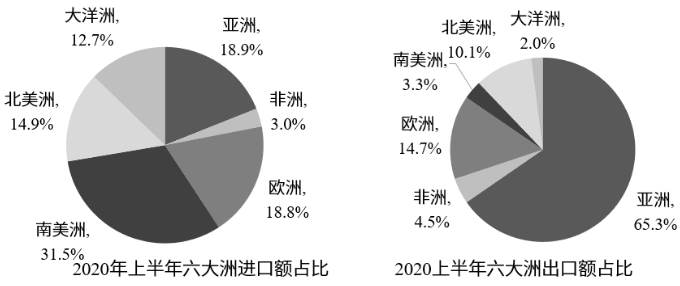 大洋洲,
12.7%
亚洲,
18.9%
北美洲,
14.9%
非洲,
3.0%
欧洲,
18.8%
南美洲,
31.5%
2020年上半年六大洲进口额占比
北美洲,
10.1%
大洋洲,
2.0%
南美洲,
3.3%
欧洲,
14.7%
非洲,
4.5%
亚洲,
65.3%
2020年上半年六大洲出口额占比